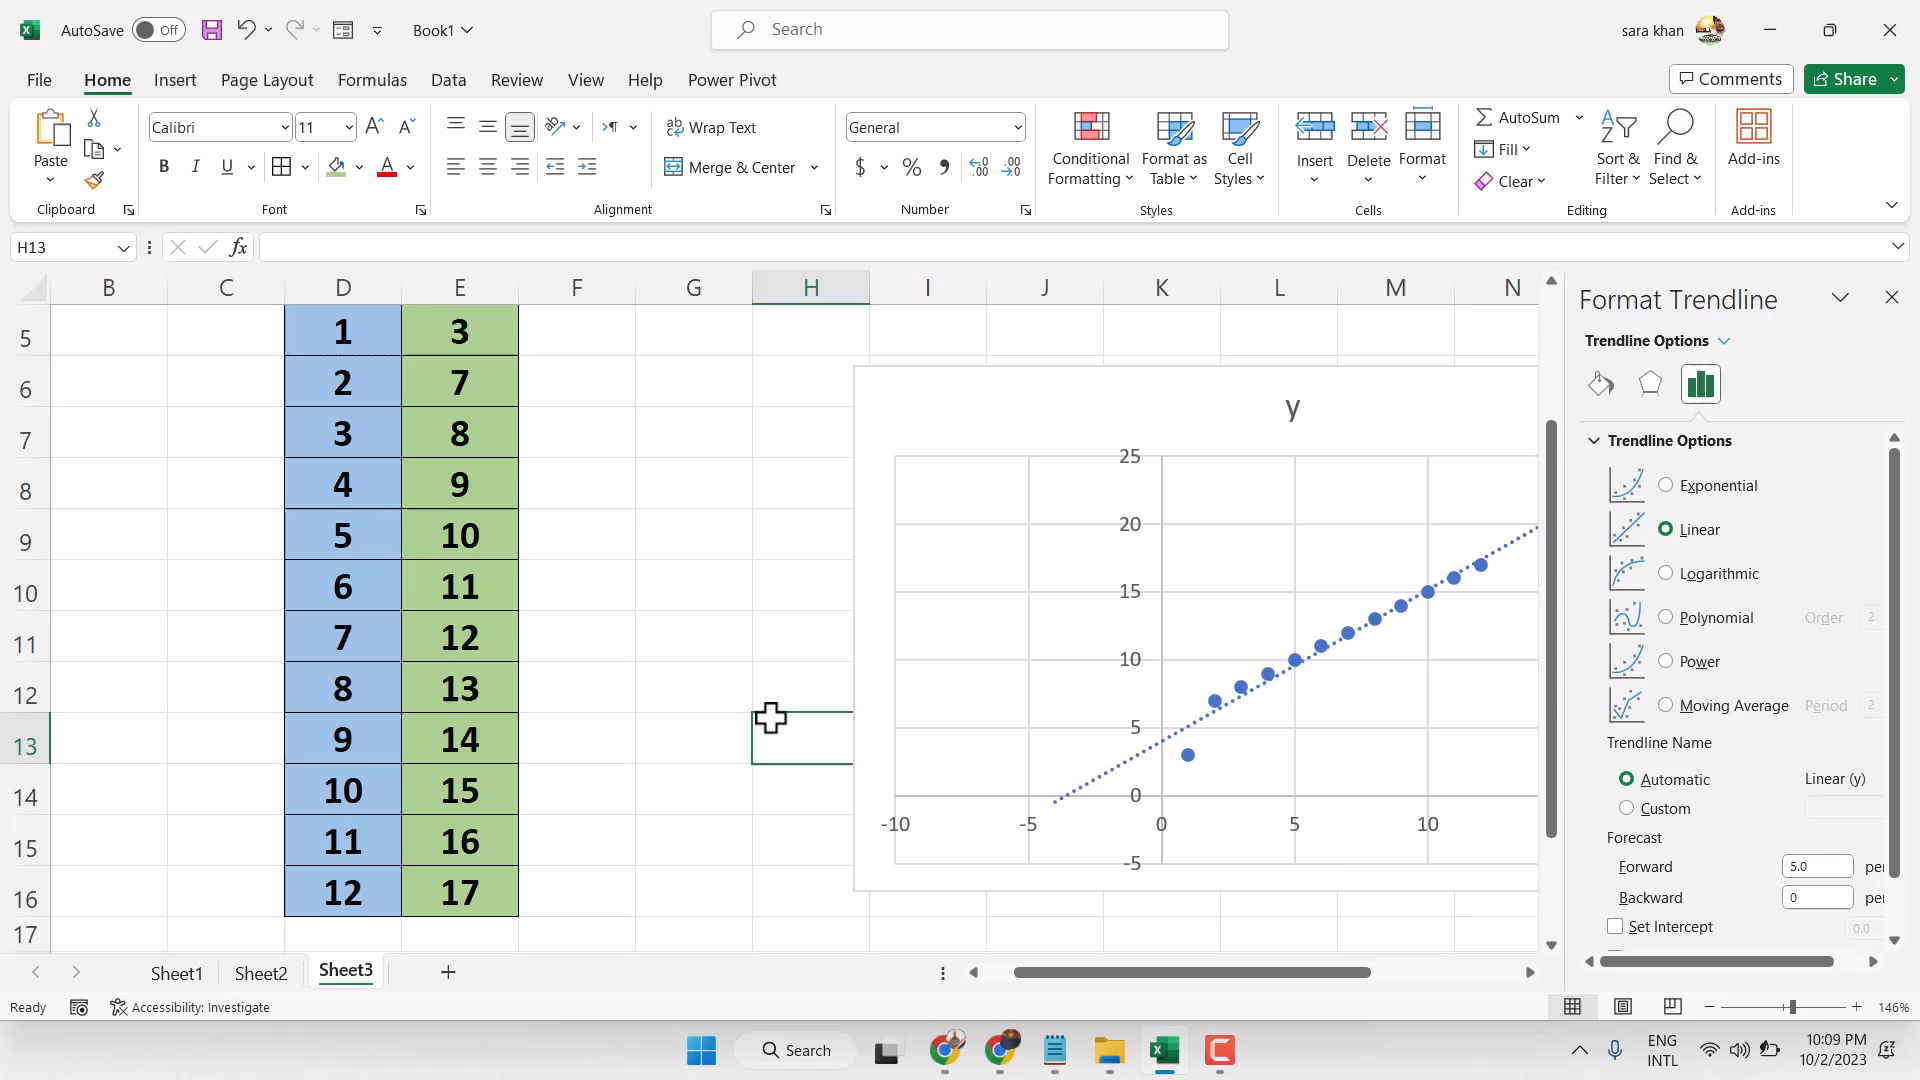 AutoSave Off Book1 Search sara khan
File Home Insert Page Layout Formulas Data Review View Help Power Pivot Comments Share
Paste Calibri 11 Wrap Text General Conditional Formatting Format as Table Cell Styles Insert Delete Format AutoSum Fill Clear Sort & Filter Find & Select Add-ins
B I U A Merge & Center $ %
Clipboard Font Alignment Number Styles Cells Editing Add-ins
H13 fx
B C D E F G H I J K L M N
5 1 3
6 2 7
7 3 8
8 4 9
9 5 10
10 6 11
11 7 12
12 8 13
13 9 14
14 10 15
15 11 16
16 12 17
17
y
25
20
15
10
5
0
-10 -5 0 5 10
-5
Format Trendline
Trendline Options
Trendline Options
Exponential
Linear
Logarithmic
Polynomial Order 2
Power
Moving Average Period 2
Trendline Name
Automatic Linear (y)
Custom
Forecast
Forward 5.0 per
Backward 0 per
Set Intercept 0.0
Sheet1 Sheet2 Sheet3
Ready Accessibility: Investigate 146%
Search ENG INTL 10:09 PM 10/2/2023